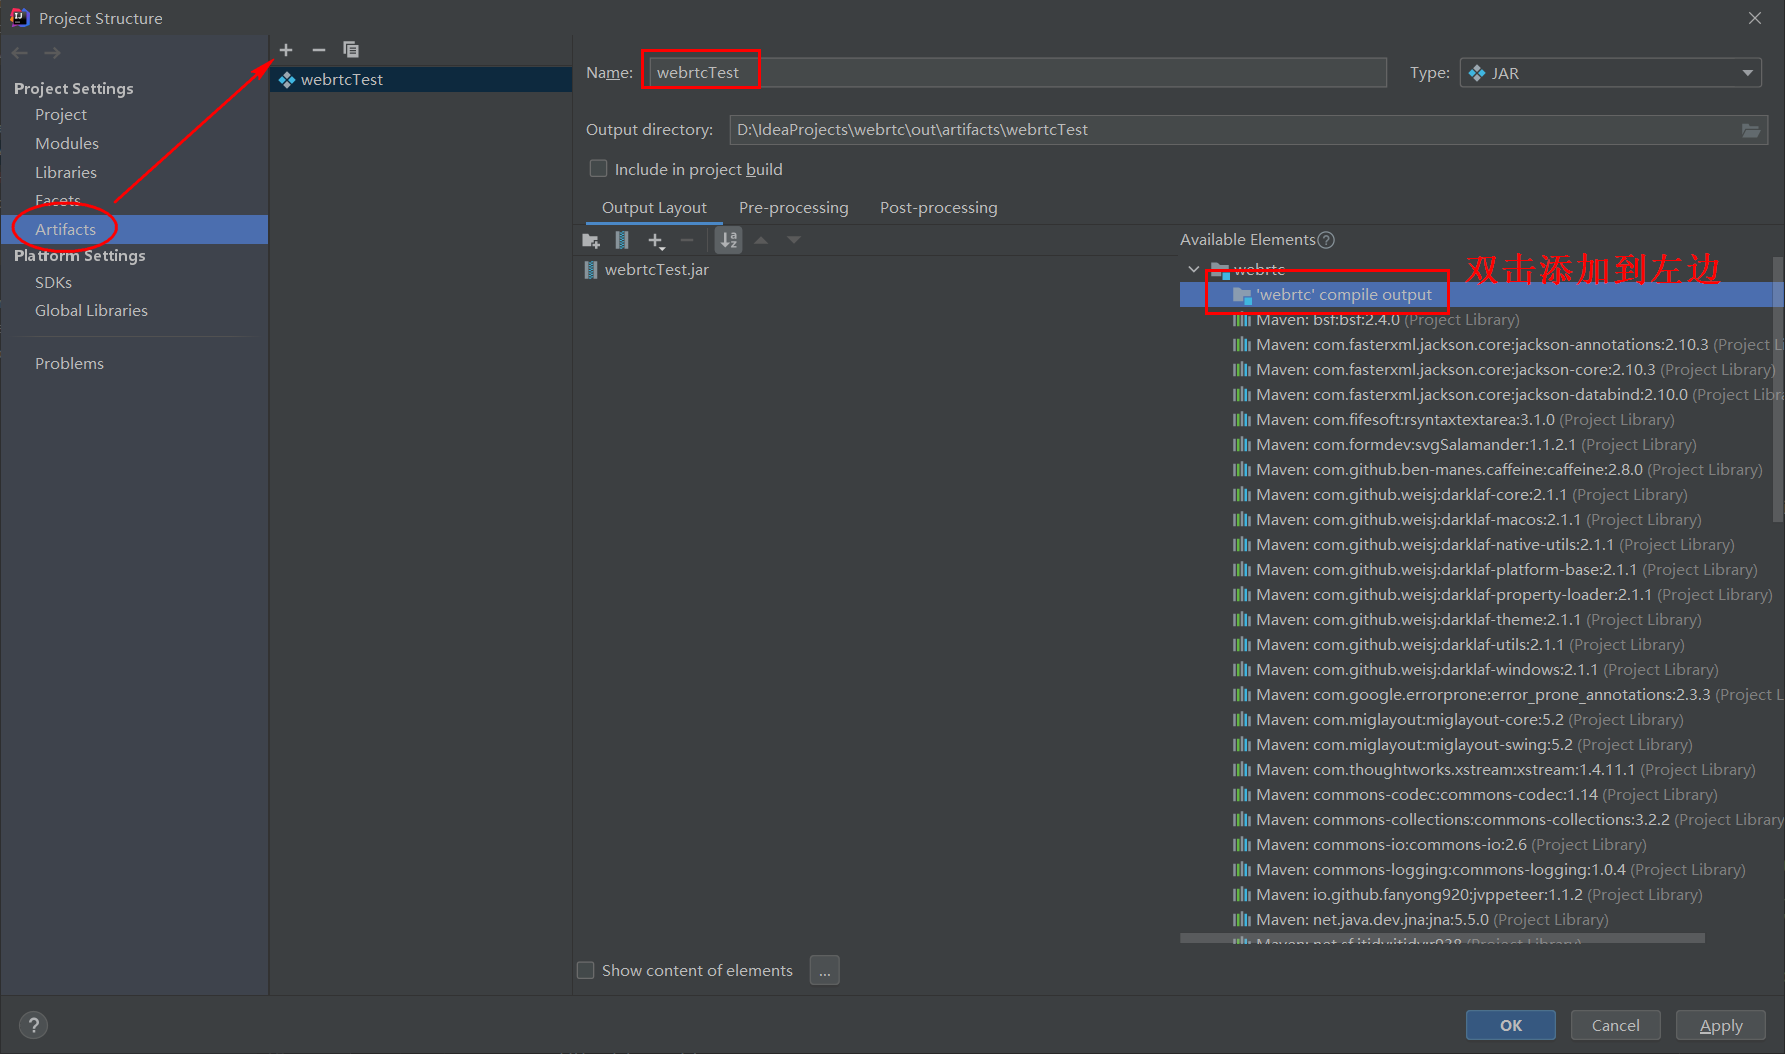 Project Structure
Project Settings
Project
Modules
Libraries
Facets
Artifacts
Platform Settings
SDKs
Global Libraries
Problems
webrtcTest
Name: webrtcTest
Type: JAR
Output directory: D:\IdeaProjects\webrtc\out\artifacts\webrtcTest
Include in project build
Output Layout Pre-processing Post-processing
webrtcTest.jar
Available Elements
webrtc
双击添加到左边
'webrtc' compile output
Maven: bsf:bsf:2.4.0 (Project Library)
Maven: com.fasterxml.jackson.core:jackson-annotations:2.10.3 (Project Li
Maven: com.fasterxml.jackson.core:jackson-core:2.10.3 (Project Library)
Maven: com.fasterxml.jackson.core:jackson-databind:2.10.0 (Project Libra
Maven: com.fifesoft:rsyntaxtextarea:3.1.0 (Project Library)
Maven: com.formdev:svgSalamander:1.1.2.1 (Project Library)
Maven: com.github.ben-manes.caffeine:caffeine:2.8.0 (Project Library)
Maven: com.github.weisj:darklaf-core:2.1.1 (Project Library)
Maven: com.github.weisj:darklaf-macos:2.1.1 (Project Library)
Maven: com.github.weisj:darklaf-native-utils:2.1.1 (Project Library)
Maven: com.github.weisj:darklaf-platform-base:2.1.1 (Project Library)
Maven: com.github.weisj:darklaf-property-loader:2.1.1 (Project Library)
Maven: com.github.weisj:darklaf-theme:2.1.1 (Project Library)
Maven: com.github.weisj:darklaf-utils:2.1.1 (Project Library)
Maven: com.github.weisj:darklaf-windows:2.1.1 (Project Library)
Maven: com.google.errorprone:error_prone_annotations:2.3.3 (Project L
Maven: com.miglayout:miglayout-core:5.2 (Project Library)
Maven: com.miglayout:miglayout-swing:5.2 (Project Library)
Maven: com.thoughtworks.xstream:xstream:1.4.11.1 (Project Library)
Maven: commons-codec:commons-codec:1.14 (Project Library)
Maven: commons-collections:commons-collections:3.2.2 (Project Library
Maven: commons-io:commons-io:2.6 (Project Library)
Maven: commons-logging:commons-logging:1.0.4 (Project Library)
Maven: io.github.fanyong920:jvppeteer:1.1.2 (Project Library)
Maven: net.java.dev.jna:jna:5.5.0 (Project Library)
Maven: net.sf.jtidy:jtidy:r938 (Project Library)
Show content of elements ...
? OK Cancel Apply